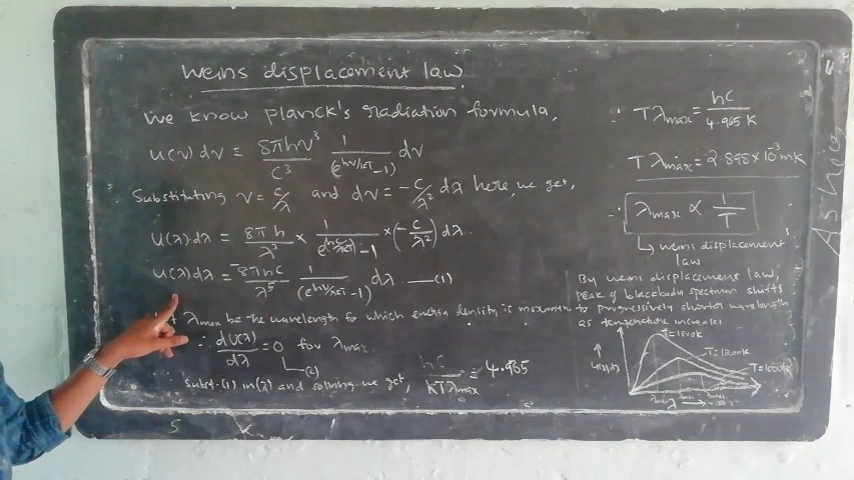 Weins displacement law.
We know planck's radiation formula,
u(ν) dν = 8πhν³/C³ 1/(e^(hν/kT) -1) dν
Substituting ν = c/λ and dν = -c/λ² dλ here, we get,
u(λ) dλ = 8πh/λ³ × 1/e^(hc/λkT) -1 × (-c/λ²) dλ.
u(λ) dλ = -8πhc/λ⁵ 1/(e^(hν/λkT) -1) dλ —(1)
λmax be the wavelength for which energy density is maximum
∴ dU(λ)/dλ = 0 for λmax
(2)
Subst. (1) in (2) and solving we get, hc/kTλmax = 4.965
∴ Tλmax = hC/4.965 K
Tλmax = 2.898 × 10⁻³ mK
∴ λmax ∝ 1/T
↳ weins displacement
law
By weins displacement law,
peak of blackbody spectrum shifts
to progressively shorter wavelength
as temperature increases
T=1200K
T=1000K
λ →